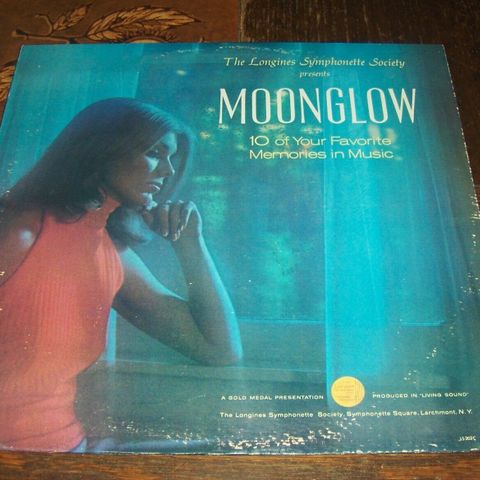 The Longines Symphonette Society
presents
MOONGLOW
10 of Your Favorite
Memories in Music
A GOLD MEDAL PRESENTATION
PRODUCED IN "LIVING SOUND"
The Longines Symphonette Society, Symphonette Square, Larchmont, N.Y.